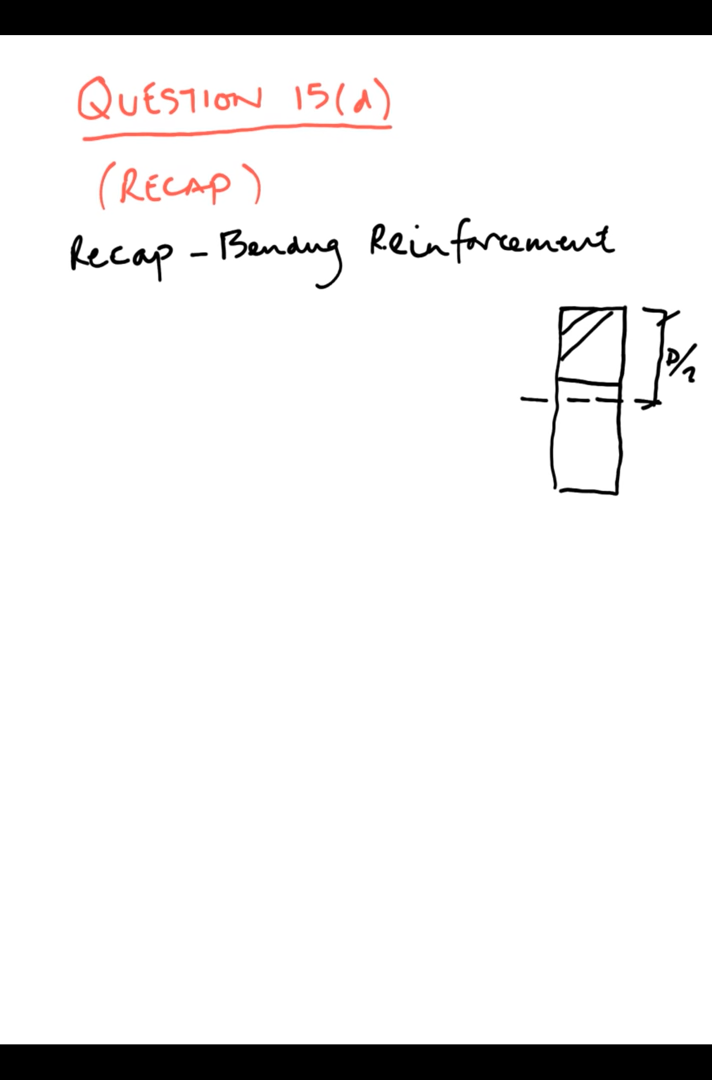 QUESTION 15(d)
(RECAP)
Recap - Bending Reinforcement
D/2